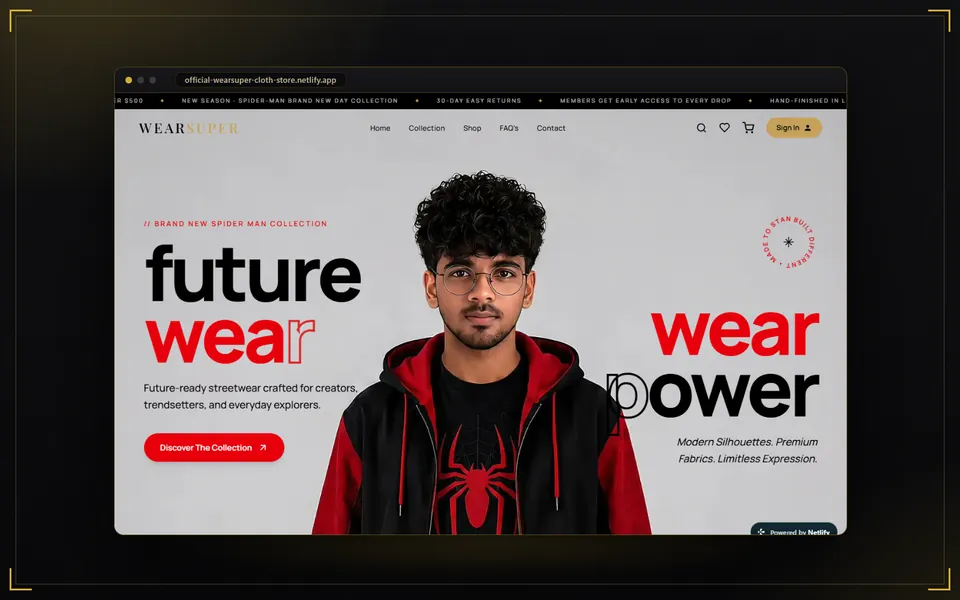 official-wearsuper-cloth-store.netlify.app
R $500 ✦ NEW SEASON - SPIDER-MAN BRAND NEW DAY COLLECTION ✦ 30-DAY EASY RETURNS ✦ MEMBERS GET EARLY ACCESS TO EVERY DROP ✦ HAND-FINISHED IN L
WEARSUPER Home Collection Shop FAQ's Contact Sign In
// BRAND NEW SPIDER MAN COLLECTION
future
wear
Future-ready streetwear crafted for creators,
trendsetters, and everyday explorers.
Discover The Collection
MADE TO STAN BUILT DIFFERENT •
wear
power
Modern Silhouettes. Premium
Fabrics. Limitless Expression.
Powered by Netlify